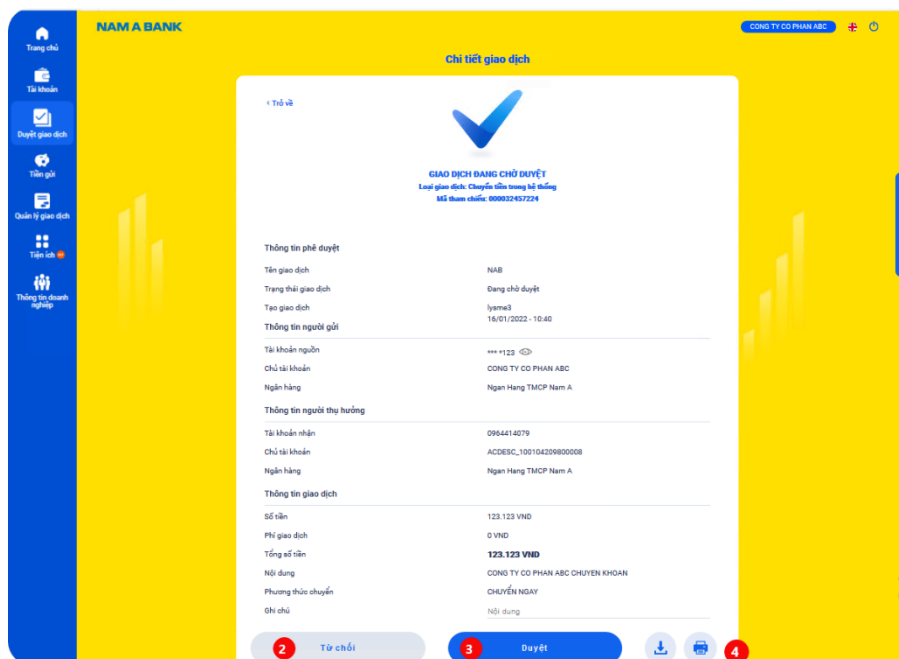 NAM A BANK
CONG TY CO PHAN ABC
Trang chủ
Tài khoản
Duyệt giao dịch
Tiền gửi
Quản lý giao dịch
Tiện ích
Thông tin doanh
nghiệp
Chi tiết giao dịch
‹ Trở về
GIAO DỊCH ĐANG CHỜ DUYỆT
Loại giao dịch: Chuyển tiền trong hệ thống
Mã tham chiếu: 000032457224
Thông tin phê duyệt
Tên giao dịch NAB
Trạng thái giao dịch Đang chờ duyệt
Tạo giao dịch lysme3
16/01/2022 - 10:40
Thông tin người gửi
Tài khoản nguồn *** *123
Chủ tài khoản CONG TY CO PHAN ABC
Ngân hàng Ngan Hang TMCP Nam A
Thông tin người thụ hưởng
Tài khoản nhận 0964414079
Chủ tài khoản ACDESC_100104209800008
Ngân hàng Ngan Hang TMCP Nam A
Thông tin giao dịch
Số tiền 123.123 VND
Phí giao dịch 0 VND
Tổng số tiền 123.123 VND
Nội dung CONG TY CO PHAN ABC CHUYEN KHOAN
Phương thức chuyển CHUYỂN NGAY
Ghi chú Nội dung
2 Từ chối 3 Duyệt 4